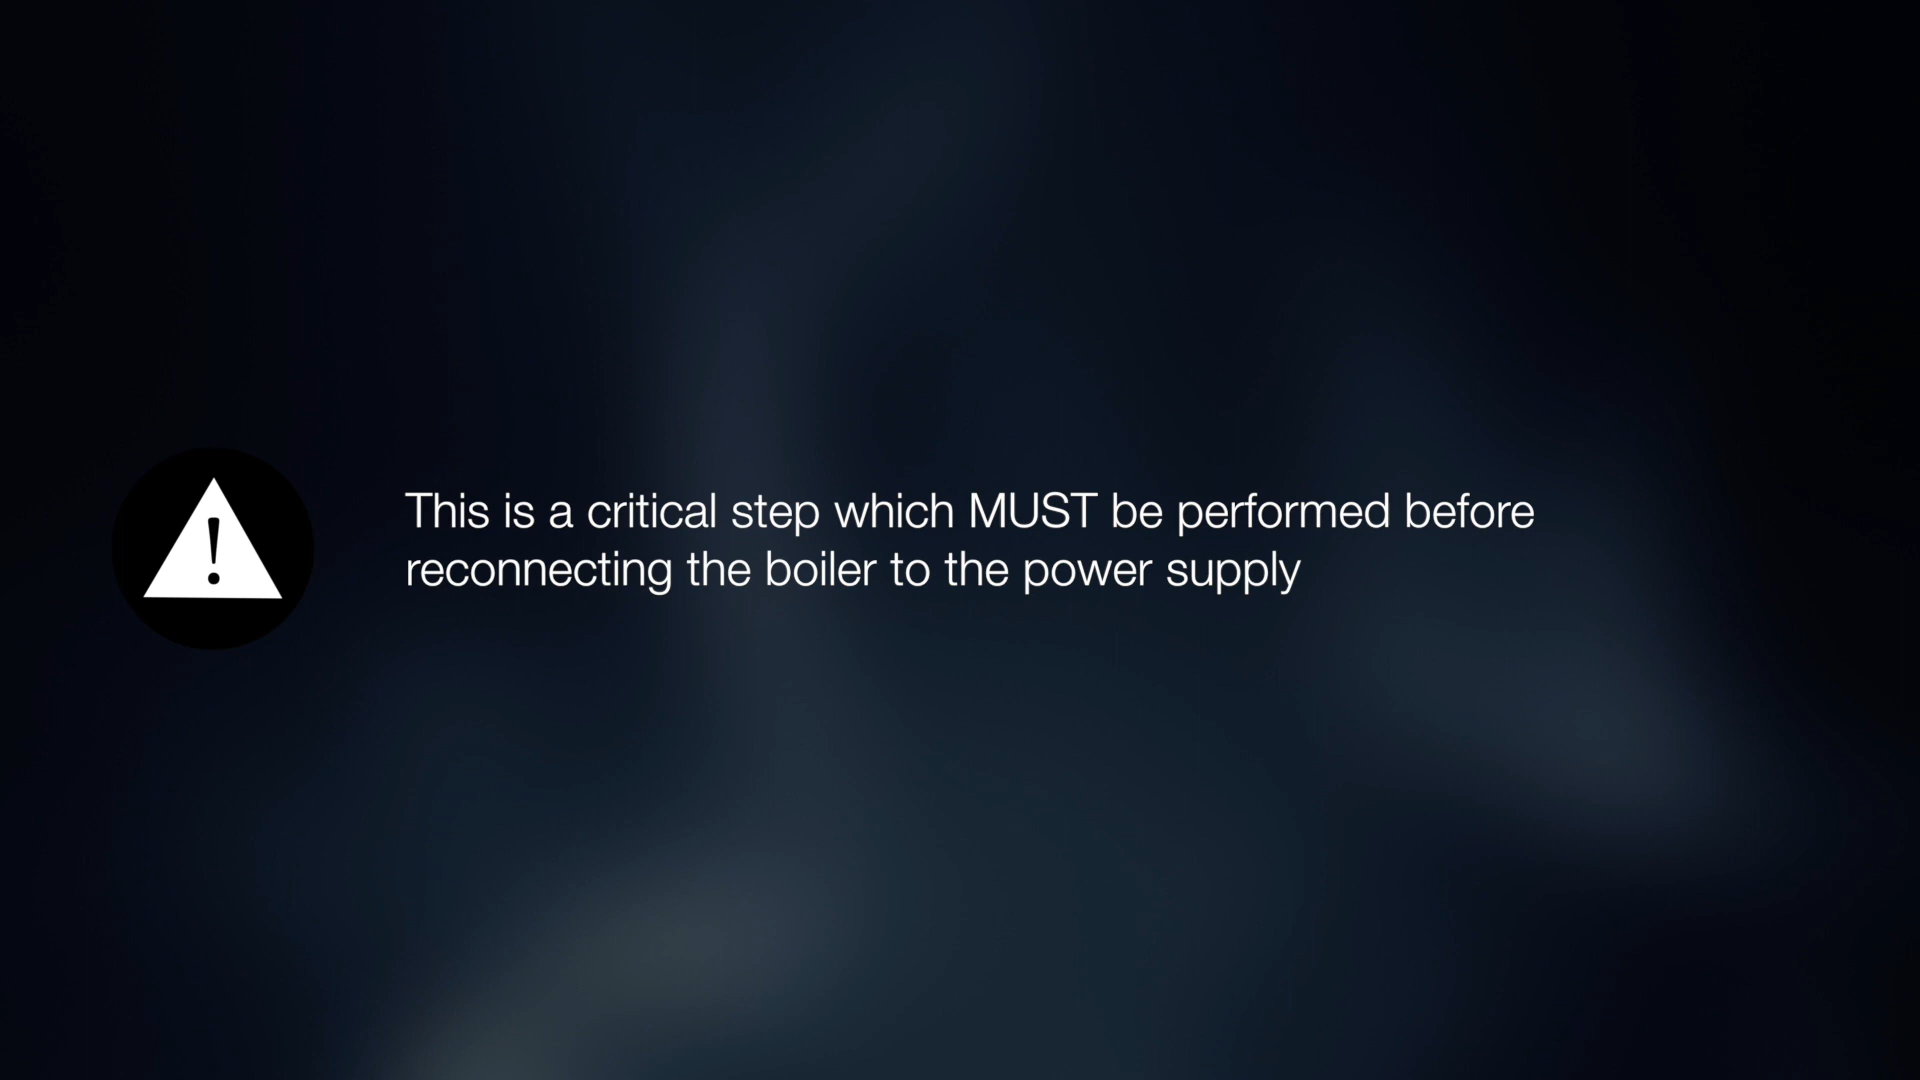 This is a critical step which MUST be performed before
reconnecting the boiler to the power supply